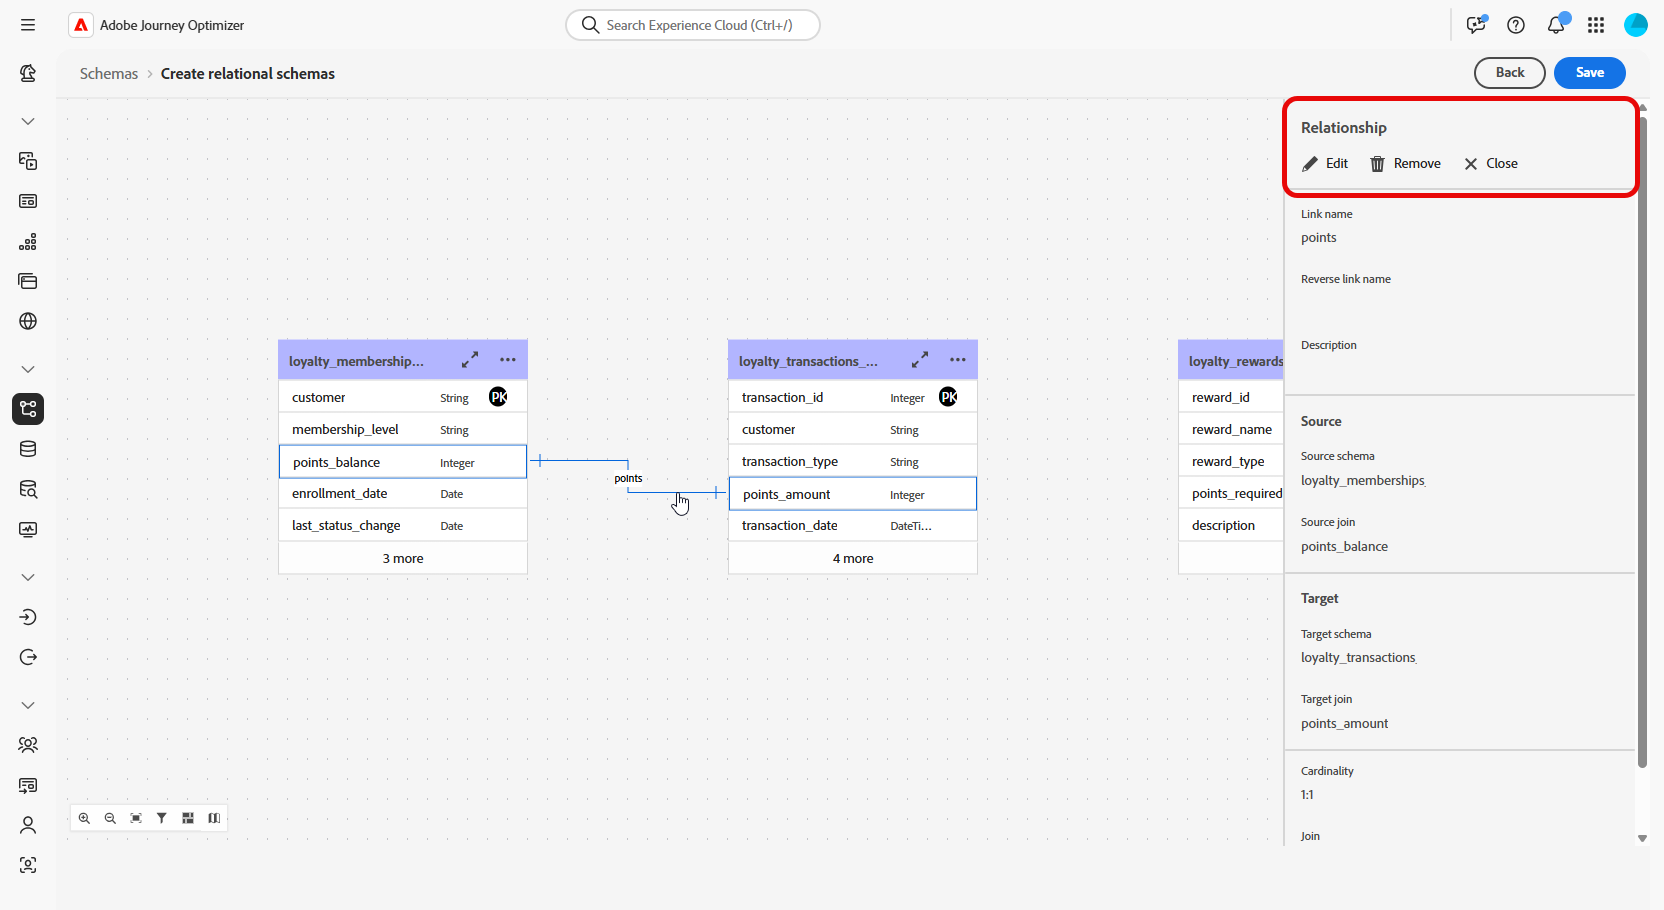 Adobe Journey Optimizer
Search Experience Cloud (Ctrl+/)
Schemas
Create relational schemas
Back
Save
Relationship
Edit
Remove
Close
Link name
points
Reverse link name
Description
Source
Source schema
loyalty_memberships
Source join
points_balance
Target
Target schema
loyalty_transactions
Target join
points_amount
Cardinality
1:1
Join
loyalty_membership...
customer String PK
membership_level String
points_balance Integer
enrollment_date Date
last_status_change Date
3 more
points
loyalty_transactions_...
transaction_id Integer PK
customer String
transaction_type String
points_amount Integer
transaction_date DateTi...
4 more
loyalty_rewards
reward_id
reward_name
reward_type
points_required
description